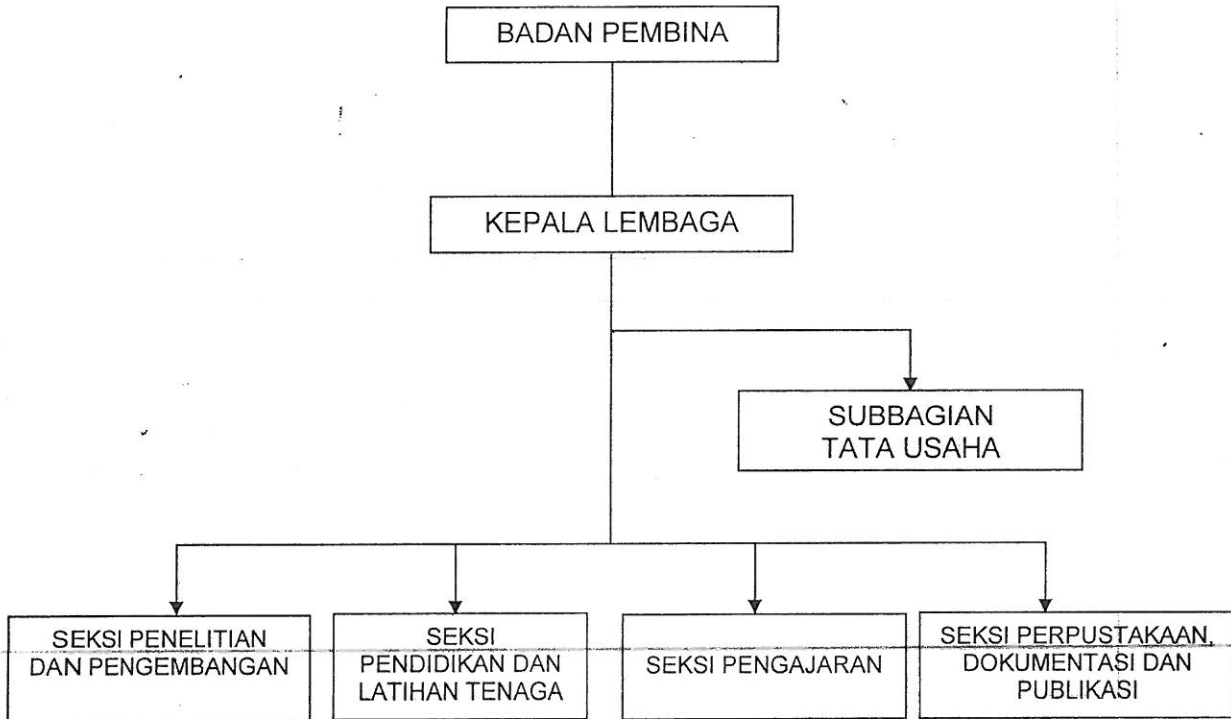 BADAN PEMBINA
KEPALA LEMBAGA
SUBBAGIAN
TATA USAHA
SEKSI PENELITIAN
DAN PENGEMBANGAN
SEKSI
PENDIDIKAN DAN
LATIHAN TENAGA
SEKSI PENGAJARAN
SEKSI PERPUSTAKAAN,
DOKUMENTASI DAN
PUBLIKASI